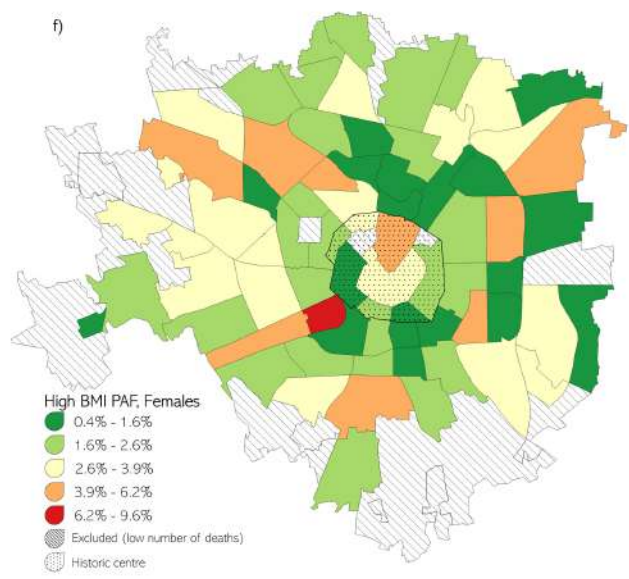 f)
High BMI PAF, Females
0.4% - 1.6%
1.6% - 2.6%
2.6% - 3.9%
3.9% - 6.2%
6.2% - 9.6%
Excluded (low number of deaths)
Historic centre